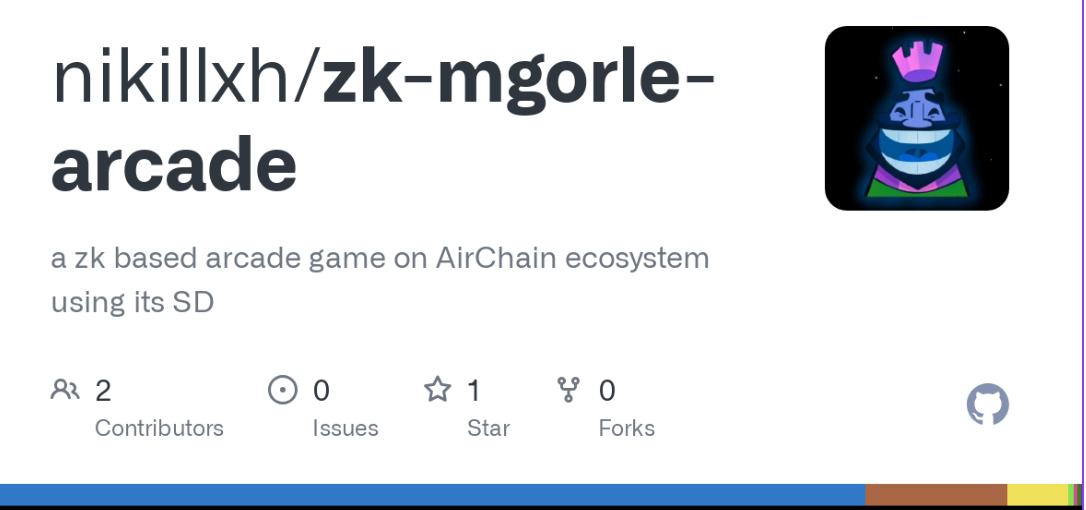 nikillxh/zk-mgorle-
arcade
a zk based arcade game on AirChain ecosystem
using its SD
2 0 1 0
Contributors Issues Star Forks